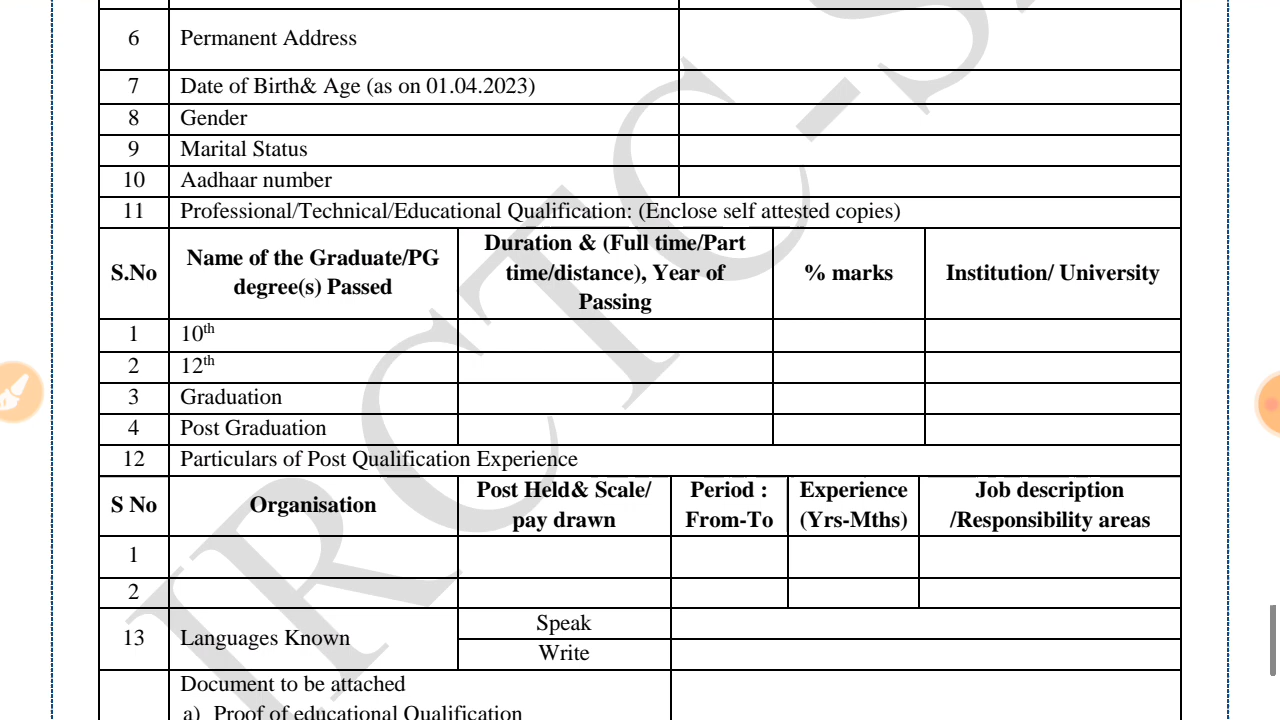 6 Permanent Address
7 Date of Birth& Age (as on 01.04.2023)
8 Gender
9 Marital Status
10 Aadhaar number
11 Professional/Technical/Educational Qualification: (Enclose self attested copies)
S.No Name of the Graduate/PG degree(s) Passed Duration & (Full time/Part time/distance), Year of Passing % marks Institution/ University
1 10th
2 12th
3 Graduation
4 Post Graduation
12 Particulars of Post Qualification Experience
S No Organisation Post Held& Scale/ pay drawn Period : From-To Experience (Yrs-Mths) Job description /Responsibility areas
1
2
13 Languages Known Speak
Write
Document to be attached
a) Proof of educational Qualification
IRCTC-S